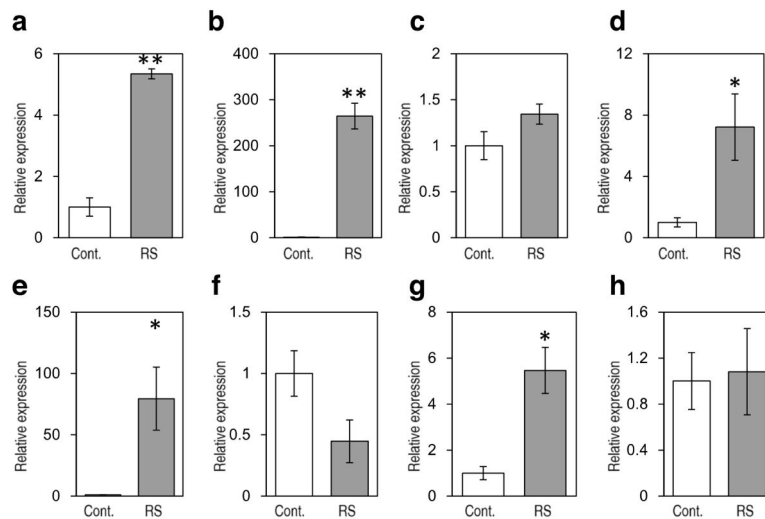 a
Relative expression
6
4
2
0
**
Cont. RS
b
Relative expression
400
300
200
100
0
**
Cont. RS
c
Relative expression
2
1.5
1
0.5
0
Cont. RS
d
Relative expression
12
8
4
0
*
Cont. RS
e
Relative expression
150
100
50
0
*
Cont. RS
f
Relative expression
1.5
1
0.5
0
Cont. RS
g
Relative expression
8
6
4
2
0
*
Cont. RS
h
Relative expression
1.6
1.2
0.8
0.4
0
Cont. RS